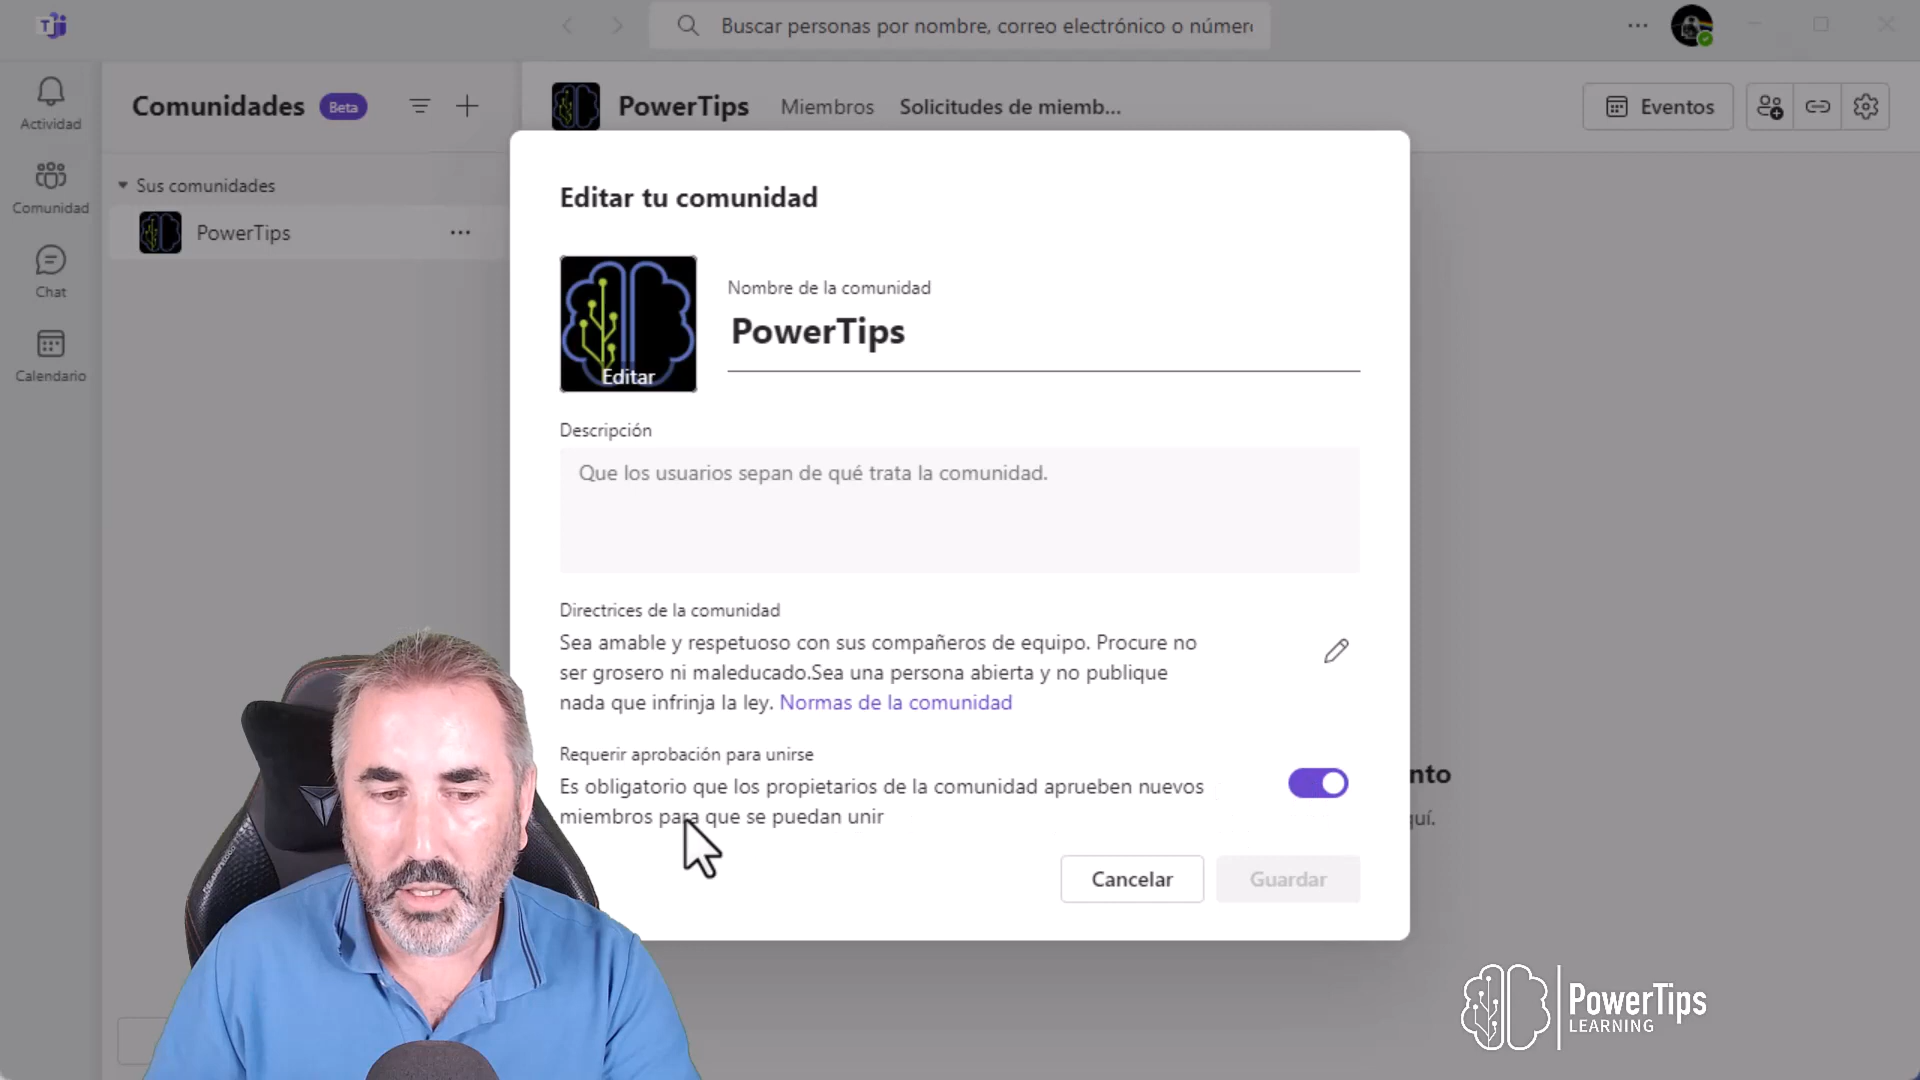 Buscar personas por nombre, correo electrónico o númer
Actividad
Comunidad
Chat
Calendario
Comunidades Beta
Sus comunidades
PowerTips
PowerTips Miembros Solicitudes de miemb...
Eventos
Editar tu comunidad
Editar
Nombre de la comunidad
PowerTips
Descripción
Que los usuarios sepan de qué trata la comunidad.
Directrices de la comunidad
Sea amable y respetuoso con sus compañeros de equipo. Procure no
ser grosero ni maleducado.Sea una persona abierta y no publique
nada que infrinja la ley. Normas de la comunidad
Requerir aprobación para unirse
Es obligatorio que los propietarios de la comunidad aprueben nuevos
miembros para que se puedan unir
Cancelar
Guardar
nto
quí.
PowerTips
LEARNING